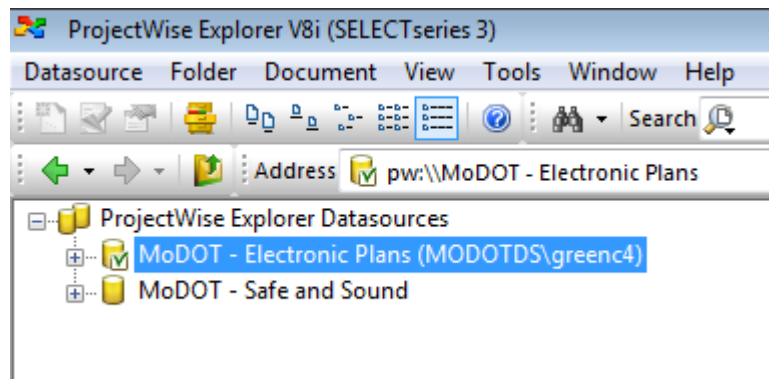 ProjectWise Explorer V8i (SELECTseries 3)
Datasource Folder Document View Tools Window Help
Search
Address pw:\\MoDOT - Electronic Plans
ProjectWise Explorer Datasources
MoDOT - Electronic Plans (MODOTDS\greenc4)
MoDOT - Safe and Sound